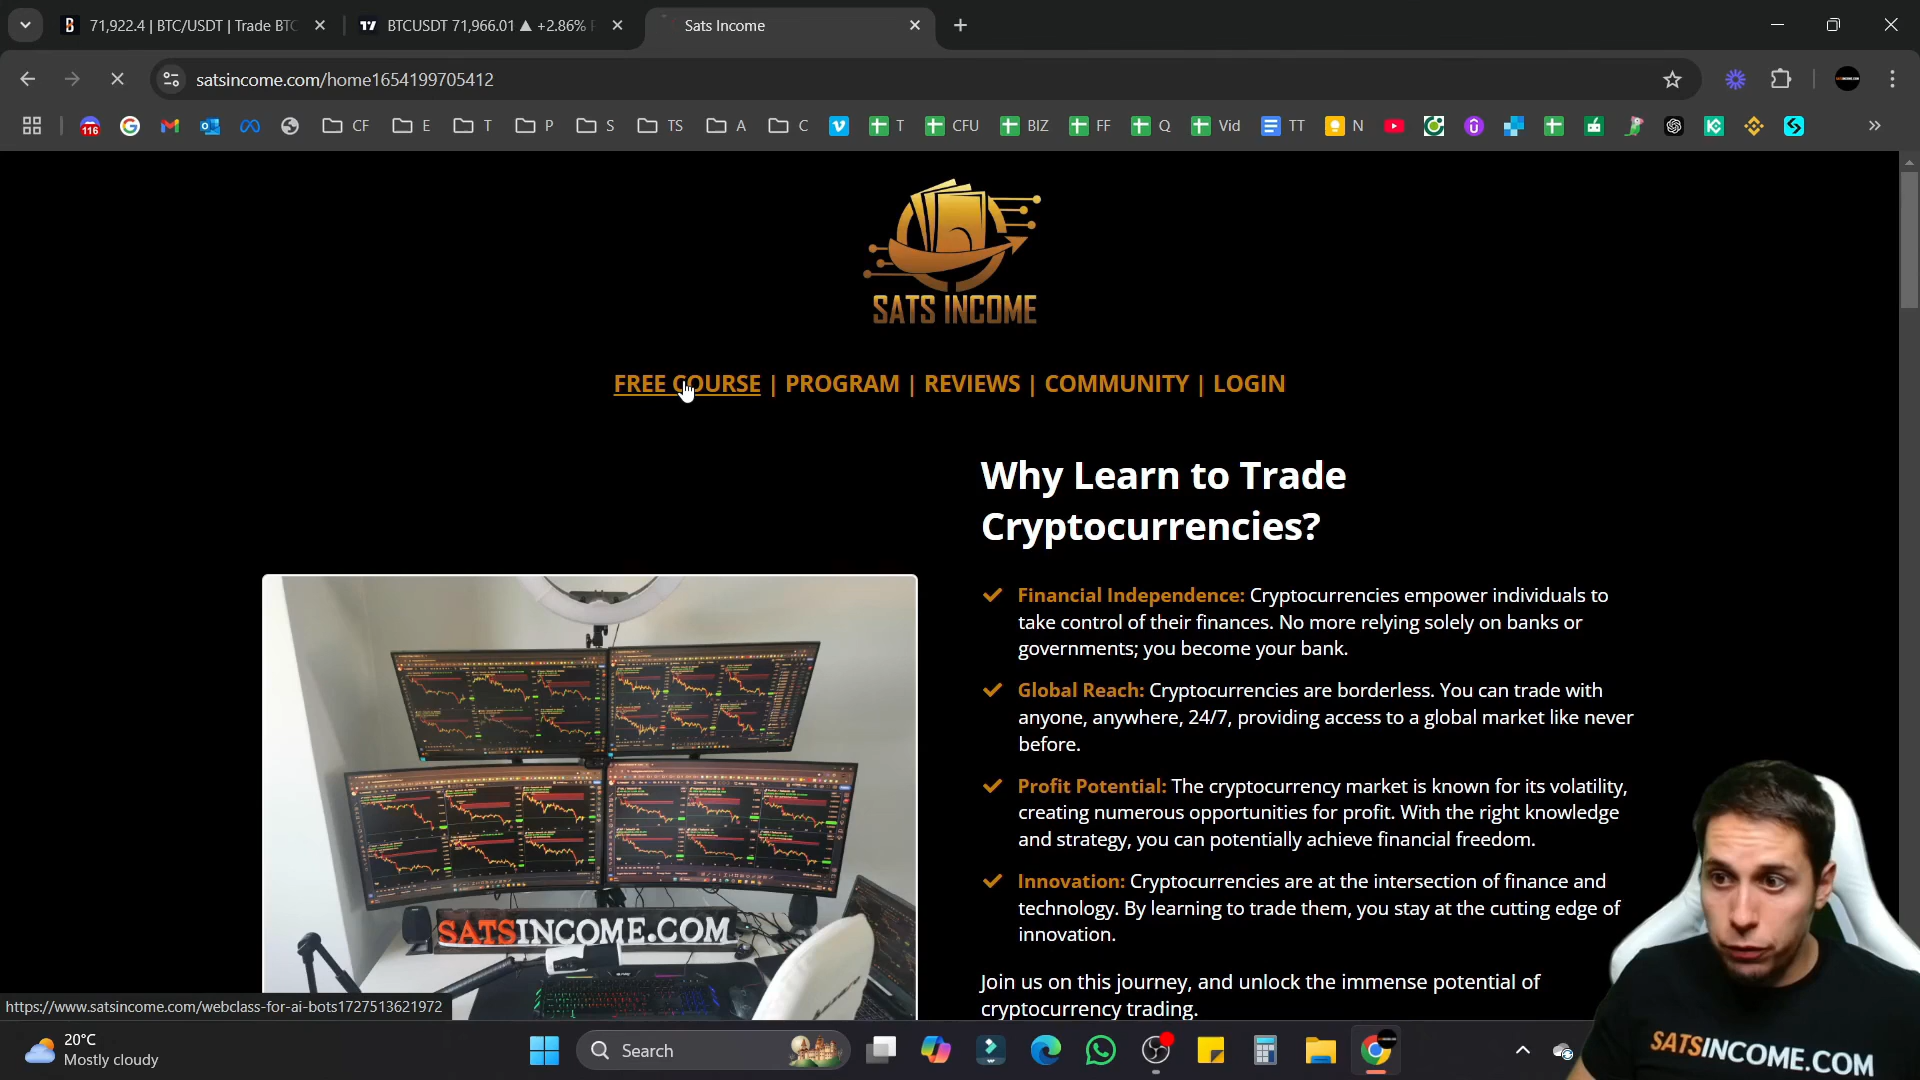 71,922.4 | BTC/USDT | Trade BTC
BTCUSDT 71,966.01 ▲ +2.86%
Sats Income
satsincome.com/home1654199705412
116
CF
E
T
P
S
TS
A
C
T
CFU
BIZ
FF
Q
Vid
TT
N
SATS INCOME
FREE COURSE | PROGRAM | REVIEWS | COMMUNITY | LOGIN
Why Learn to Trade
Cryptocurrencies?
Financial Independence: Cryptocurrencies empower individuals to
take control of their finances. No more relying solely on banks or
governments; you become your bank.
Global Reach: Cryptocurrencies are borderless. You can trade with
anyone, anywhere, 24/7, providing access to a global market like never
before.
Profit Potential: The cryptocurrency market is known for its volatility,
creating numerous opportunities for profit. With the right knowledge
and strategy, you can potentially achieve financial freedom.
Innovation: Cryptocurrencies are at the intersection of finance and
technology. By learning to trade them, you stay at the cutting edge of
innovation.
Join us on this journey, and unlock the immense potential of
cryptocurrency trading.
SATSINCOME.COM
https://www.satsincome.com/webclass-for-ai-bots1727513621972
20°C
Mostly cloudy
Search
SATSINCOME.COM